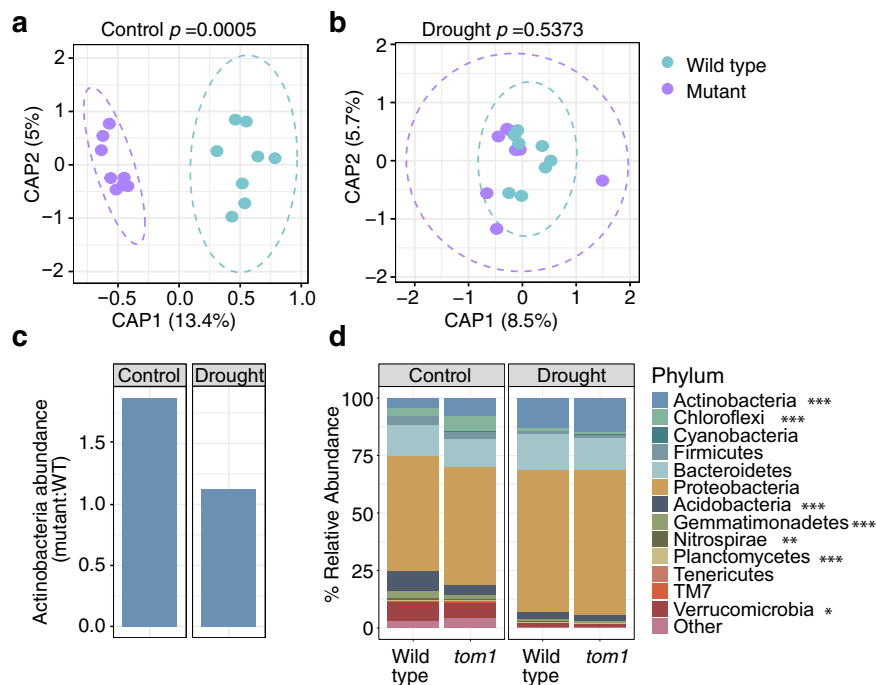 a
Control p =0.0005
CAP2 (5%)
2
1
0
−1
−2
−0.5
0.0
0.5
1.0
CAP1 (13.4%)
b
Drought p =0.5373
CAP2 (5.7%)
2
1
0
−1
−2
−2
−1
0
1
2
CAP1 (8.5%)
Wild type
Mutant
c
Control
Drought
Actinobacteria abundance
(mutant:WT)
1.5
1.0
0.5
0.0
d
Control
Drought
% Relative Abundance
100
75
50
25
0
Wild
type
tom1
Wild
type
tom1
Phylum
Actinobacteria ***
Chloroflexi ***
Cyanobacteria
Firmicutes
Bacteroidetes
Proteobacteria
Acidobacteria ***
Gemmatimonadetes ***
Nitrospirae **
Planctomycetes ***
Tenericutes
TM7
Verrucomicrobia *
Other